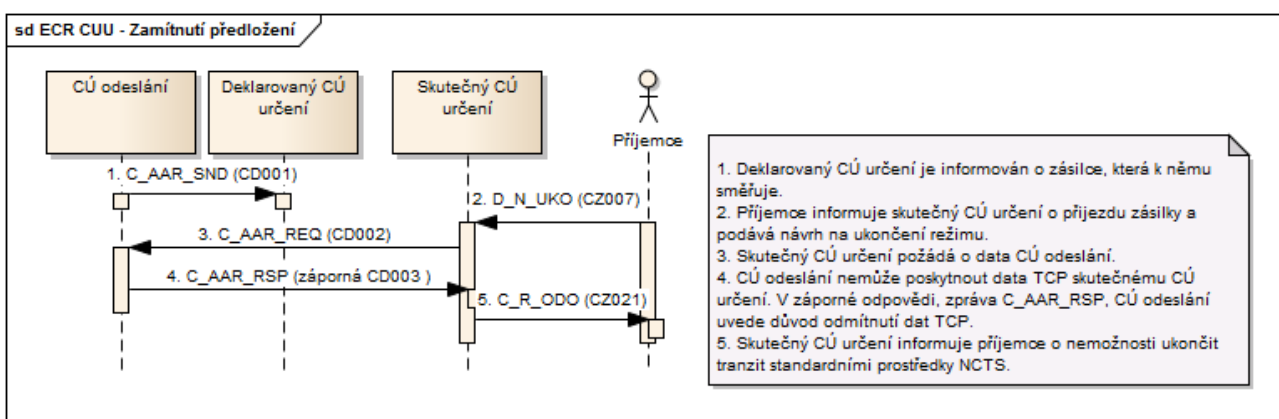 sd ECR CUU - Zamítnutí předložení
CÚ odeslání
Deklarovaný CÚ
určení
Skutečný CÚ
určení
Příjemce
1. C_AAR_SND (CD001)
2. D_N_UKO (CZ007)
3. C_AAR_REQ (CD002)
4. C_AAR_RSP (záporná CD003 )
5. C_R_ODO (CZ021)
1. Deklarovaný CÚ určení je informován o zásilce, která k němu
směřuje.
2. Příjemce informuje skutečný CÚ určení o přijezdu zásilky a
podává návrh na ukončení režimu.
3. Skutečný CÚ určení požádá o data CÚ odeslání.
4. CÚ odeslání nemůže poskytnout data TCP skutečnému CÚ
určení. V záporné odpovědi, zpráva C_AAR_RSP, CÚ odeslání
uvede důvod odmítnutí dat TCP.
5. Skutečný CÚ určení informuje příjemce o nemožnosti ukončit
tranzit standardními prostředky NCTS.